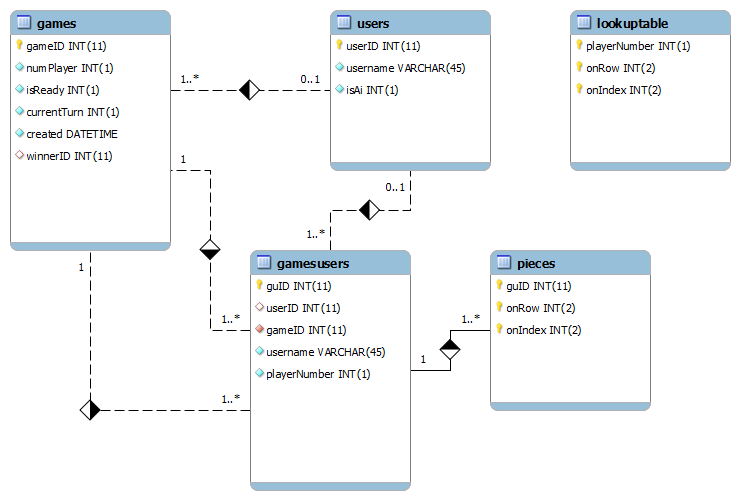 games
gameID INT(11)
numPlayer INT(1)
isReady INT(1)
currentTurn INT(1)
created DATETIME
winnerID INT(11)
users
userID INT(11)
username VARCHAR(45)
isAi INT(1)
lookuptable
playerNumber INT(1)
onRow INT(2)
onIndex INT(2)
1..*
0..1
1
0..1
1..*
1
1..*
1..*
gamesusers
guID INT(11)
userID INT(11)
gameID INT(11)
username VARCHAR(45)
playerNumber INT(1)
1
1..*
pieces
guID INT(11)
onRow INT(2)
onIndex INT(2)